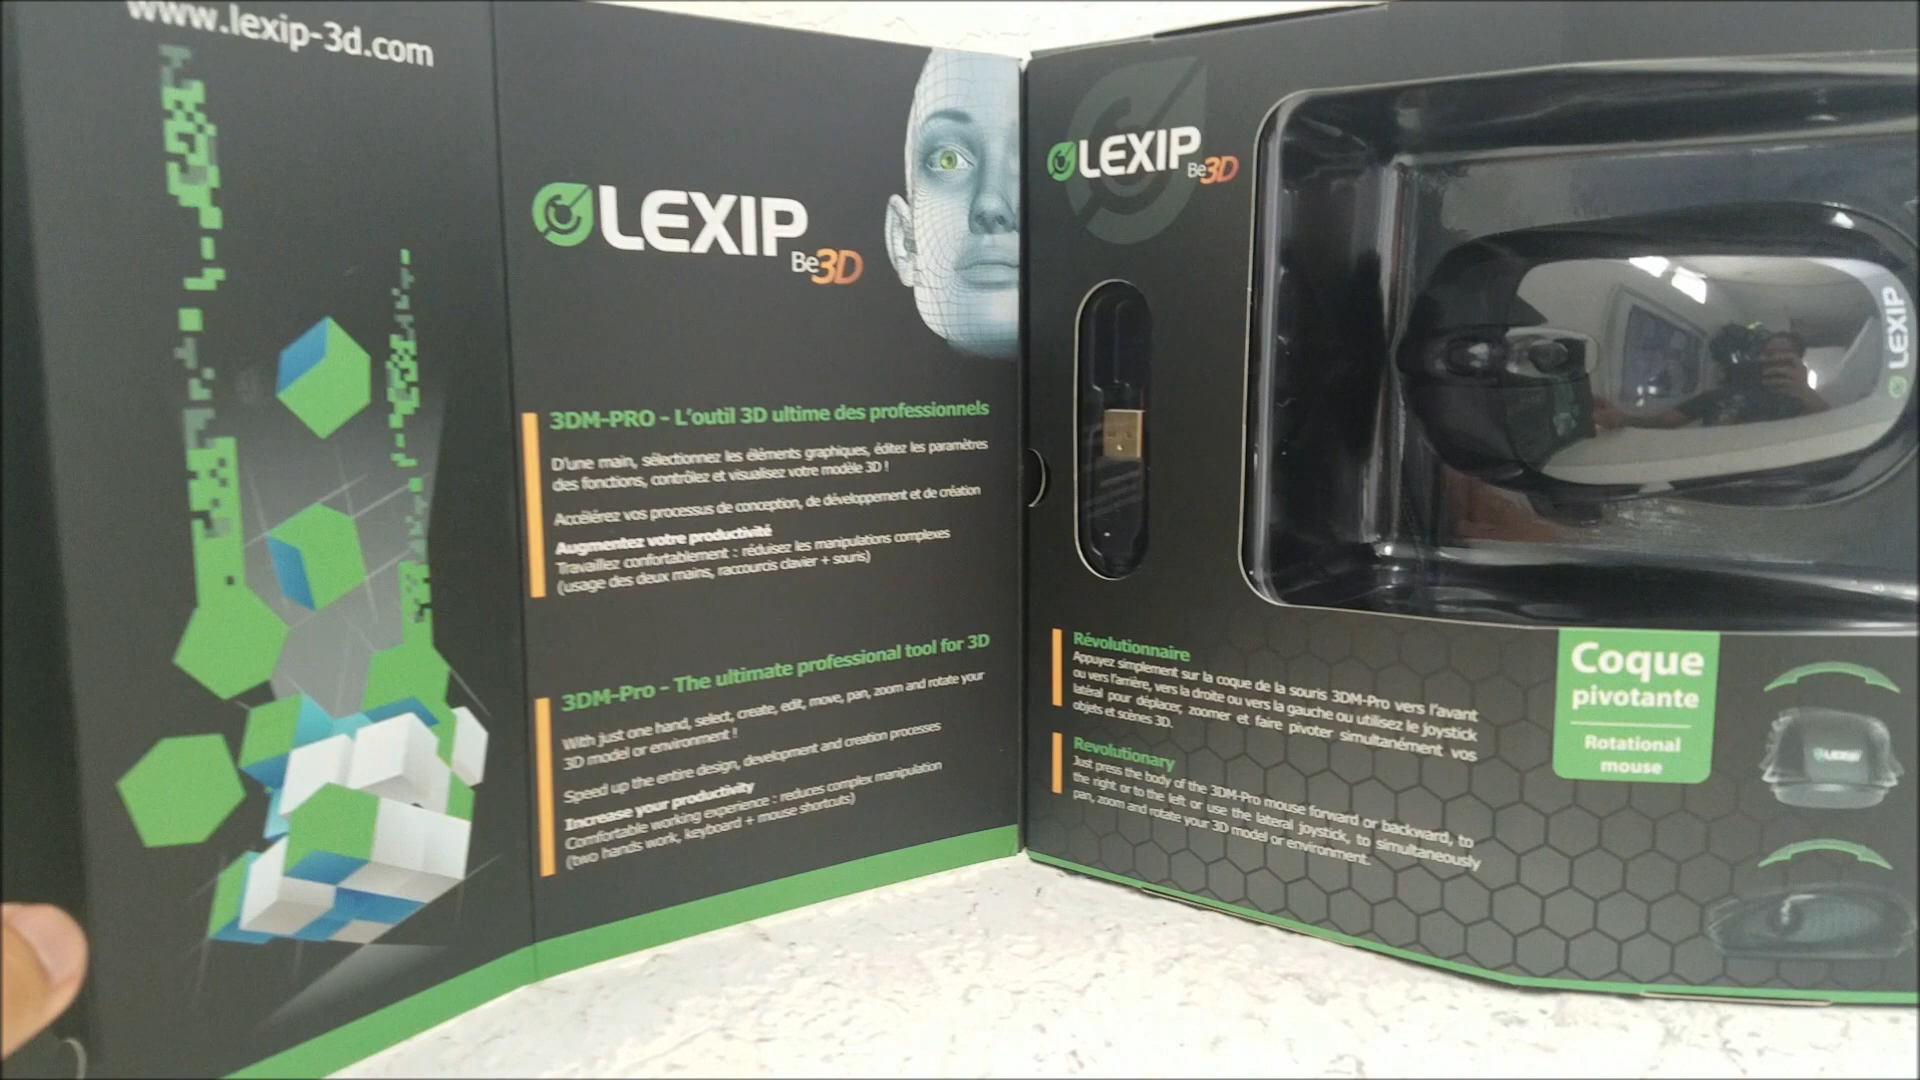 www.lexip-3d.com
LEXIP
Be3D
3DM-PRO - L'outil 3D ultime des professionnels
D'une main, sélectionnez les éléments graphiques, éditez les paramètres
des fonctions, contrôlez et visualisez votre modèle 3D !
Accélérez vos processus de conception, de développement et de création
Augmentez votre productivité
Travaillez confortablement : réduisez les manipulations complexes
(usage des deux mains, raccourcis clavier + souris)
3DM-Pro - The ultimate professional tool for 3D
With just one hand, select, create, edit, move, pan, zoom and rotate your
3D model or environment !
Speed up the entire design, development and creation processes
Increase your productivity
Comfortable working experience : reduces complex manipulation
(two hands work, keyboard + mouse shortcuts)
LEXIP
Be3D
LEXIP
Révolutionnaire
Appuyez simplement sur la coque de la souris 3DM-Pro vers l'avant
ou vers l'arrière, vers la droite ou vers la gauche ou utilisez le joystick
latéral pour déplacer, zoomer et faire pivoter simultanément vos
objets et scènes 3D.
Revolutionary
Just press the body of the 3DM-Pro mouse forward or backward, to
the right or to the left or use the lateral joystick, to simultaneously
pan, zoom and rotate your 3D model or environment.
Coque
pivotante
Rotational
mouse
LEXIP